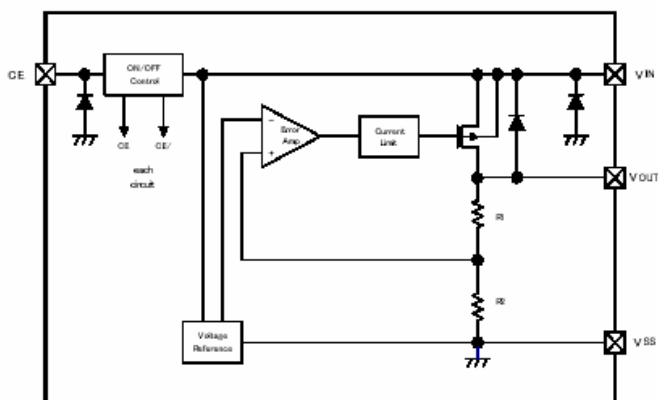 CE
ON/OFF
Control
VIN
CE
CE/
each
circuit
Error
Amp
−
+
Current
Limit
VOUT
R1
R2
Voltage
Reference
VSS